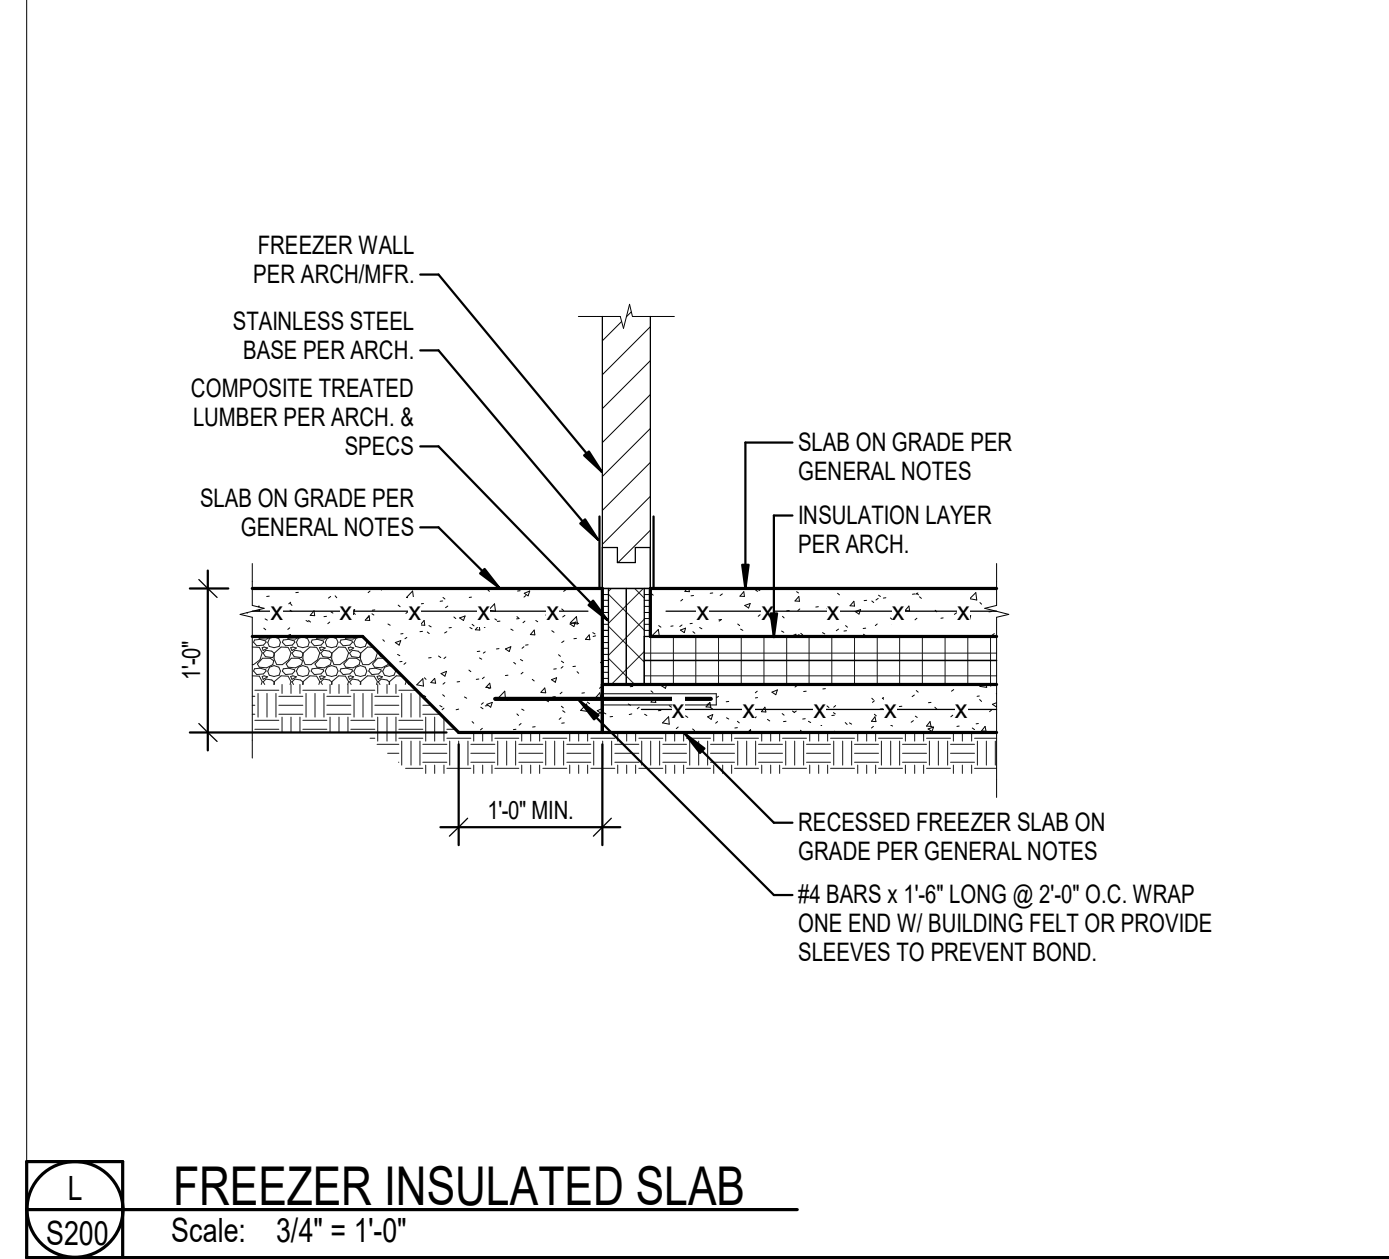 FREEZER WALL
PER ARCH/MFR.
STAINLESS STEEL
BASE PER ARCH.
COMPOSITE TREATED
LUMBER PER ARCH. &
SPECS
SLAB ON GRADE PER
GENERAL NOTES
SLAB ON GRADE PER
GENERAL NOTES
INSULATION LAYER
PER ARCH.
X X X X X X X X X X
1'-0"
X X X X X
1'-0" MIN.
RECESSED FREEZER SLAB ON
GRADE PER GENERAL NOTES
#4 BARS x 1'-6" LONG @ 2'-0" O.C. WRAP
ONE END W/ BUILDING FELT OR PROVIDE
SLEEVES TO PREVENT BOND.
L
S200
FREEZER INSULATED SLAB
Scale: 3/4" = 1'-0"